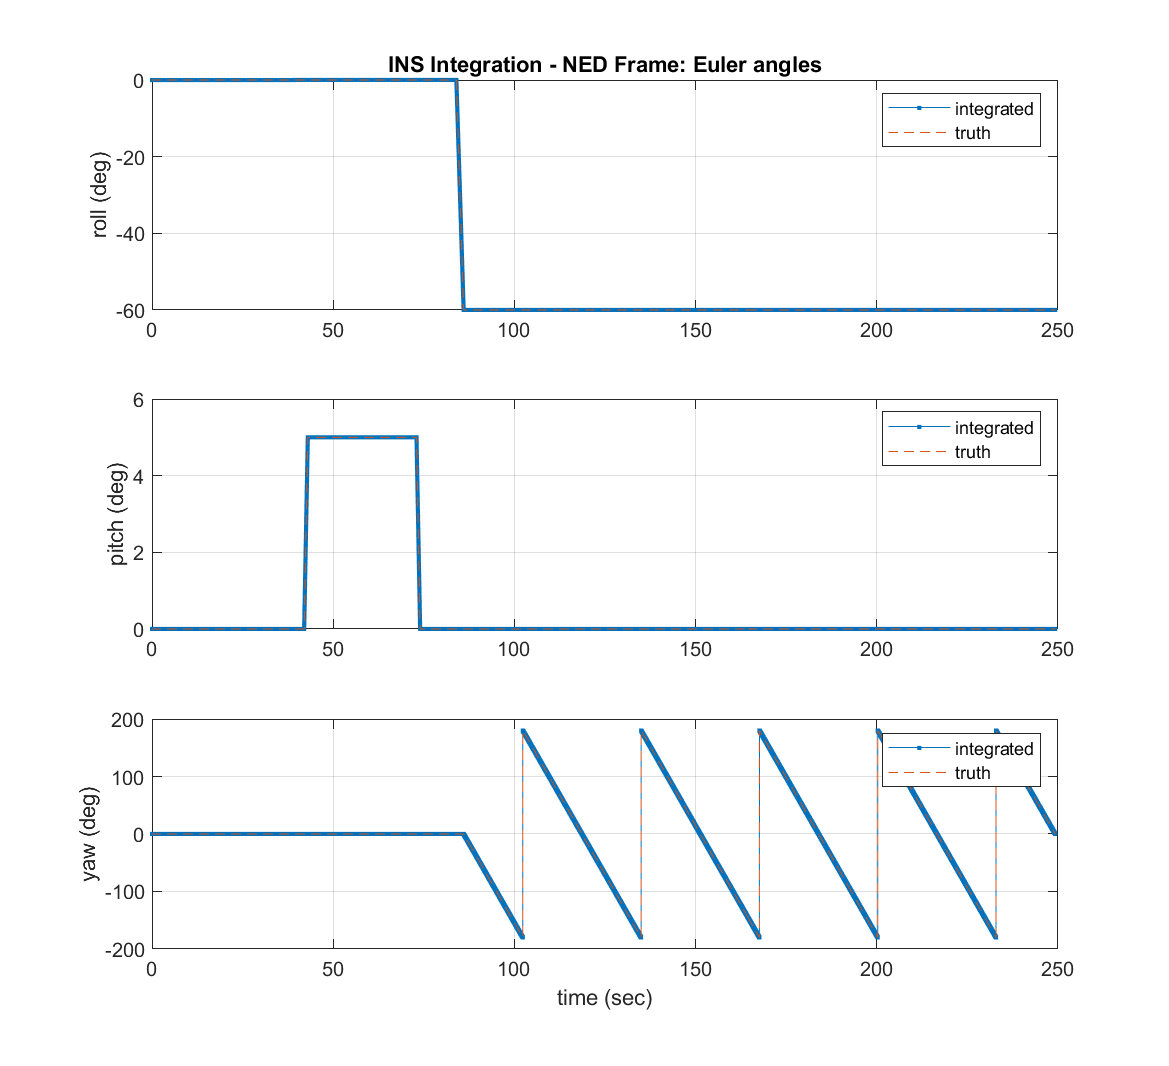 INS Integration - NED Frame: Euler angles
0
-20
-40
-60
roll (deg)
integrated
truth
0 50 100 150 200 250
6
4
2
0
pitch (deg)
integrated
truth
0 50 100 150 200 250
200
100
0
-100
-200
yaw (deg)
integrated
truth
0 50 100 150 200 250
time (sec)